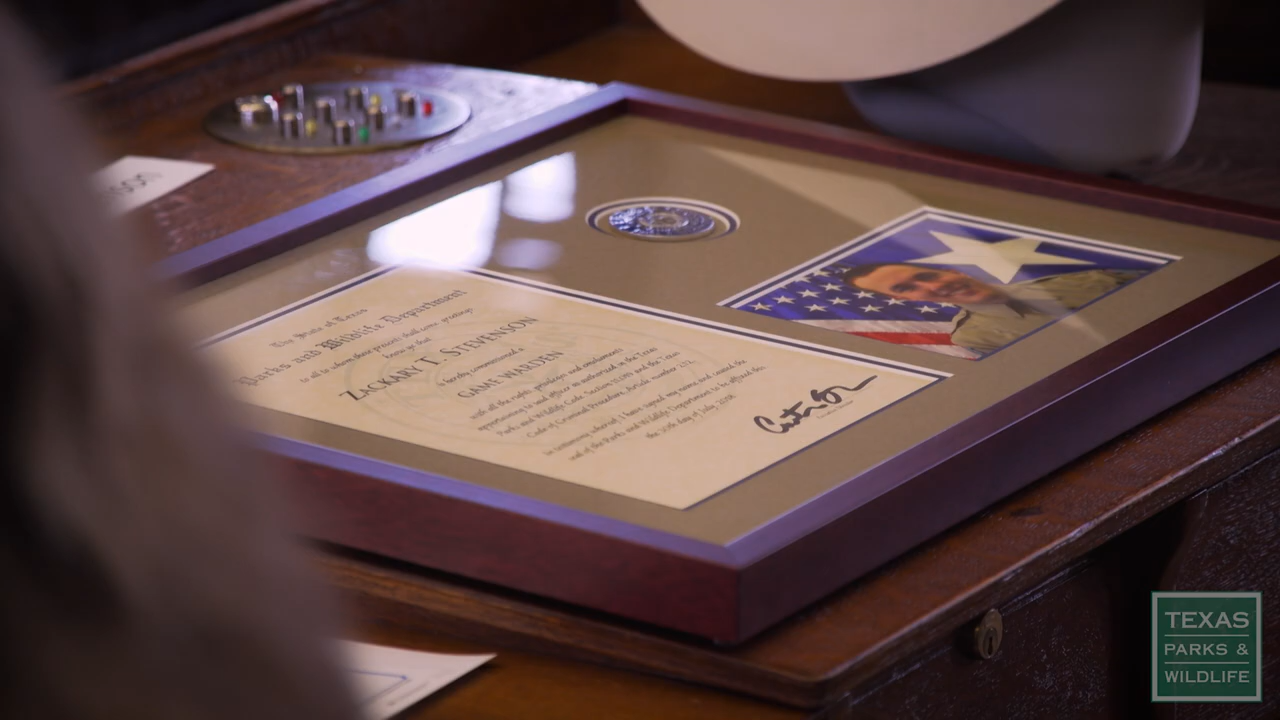 The State of Texas
Parks and Wildlife Department
to all to whom these presents shall come, greetings
know ye that
ZACKARY T. STEVENSON
is hereby commissioned a
GAME WARDEN
with all the rights, privileges and emoluments
appertaining to said office as authorized in the Texas
Parks and Wildlife Code, Section 11.019 and the Texas
Code of Criminal Procedure, Article number 2.12.
In testimony whereof, I have signed my name and caused the
seal of the Parks and Wildlife Department to be affixed this
the 30th day of July, 2018
TEXAS
PARKS &
WILDLIFE